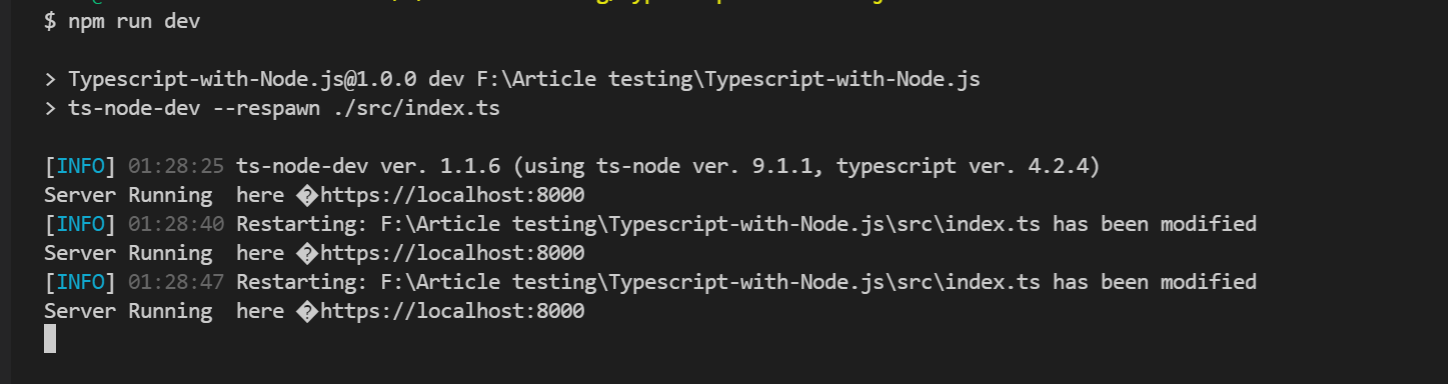 $ npm run dev
> Typescript-with-Node.js@1.0.0 dev F:\Article testing\Typescript-with-Node.js
> ts-node-dev --respawn ./src/index.ts
[INFO] 01:28:25 ts-node-dev ver. 1.1.6 (using ts-node ver. 9.1.1, typescript ver. 4.2.4)
Server Running  here �https://localhost:8000
[INFO] 01:28:40 Restarting: F:\Article testing\Typescript-with-Node.js\src\index.ts has been modified
Server Running  here �https://localhost:8000
[INFO] 01:28:47 Restarting: F:\Article testing\Typescript-with-Node.js\src\index.ts has been modified
Server Running  here �https://localhost:8000